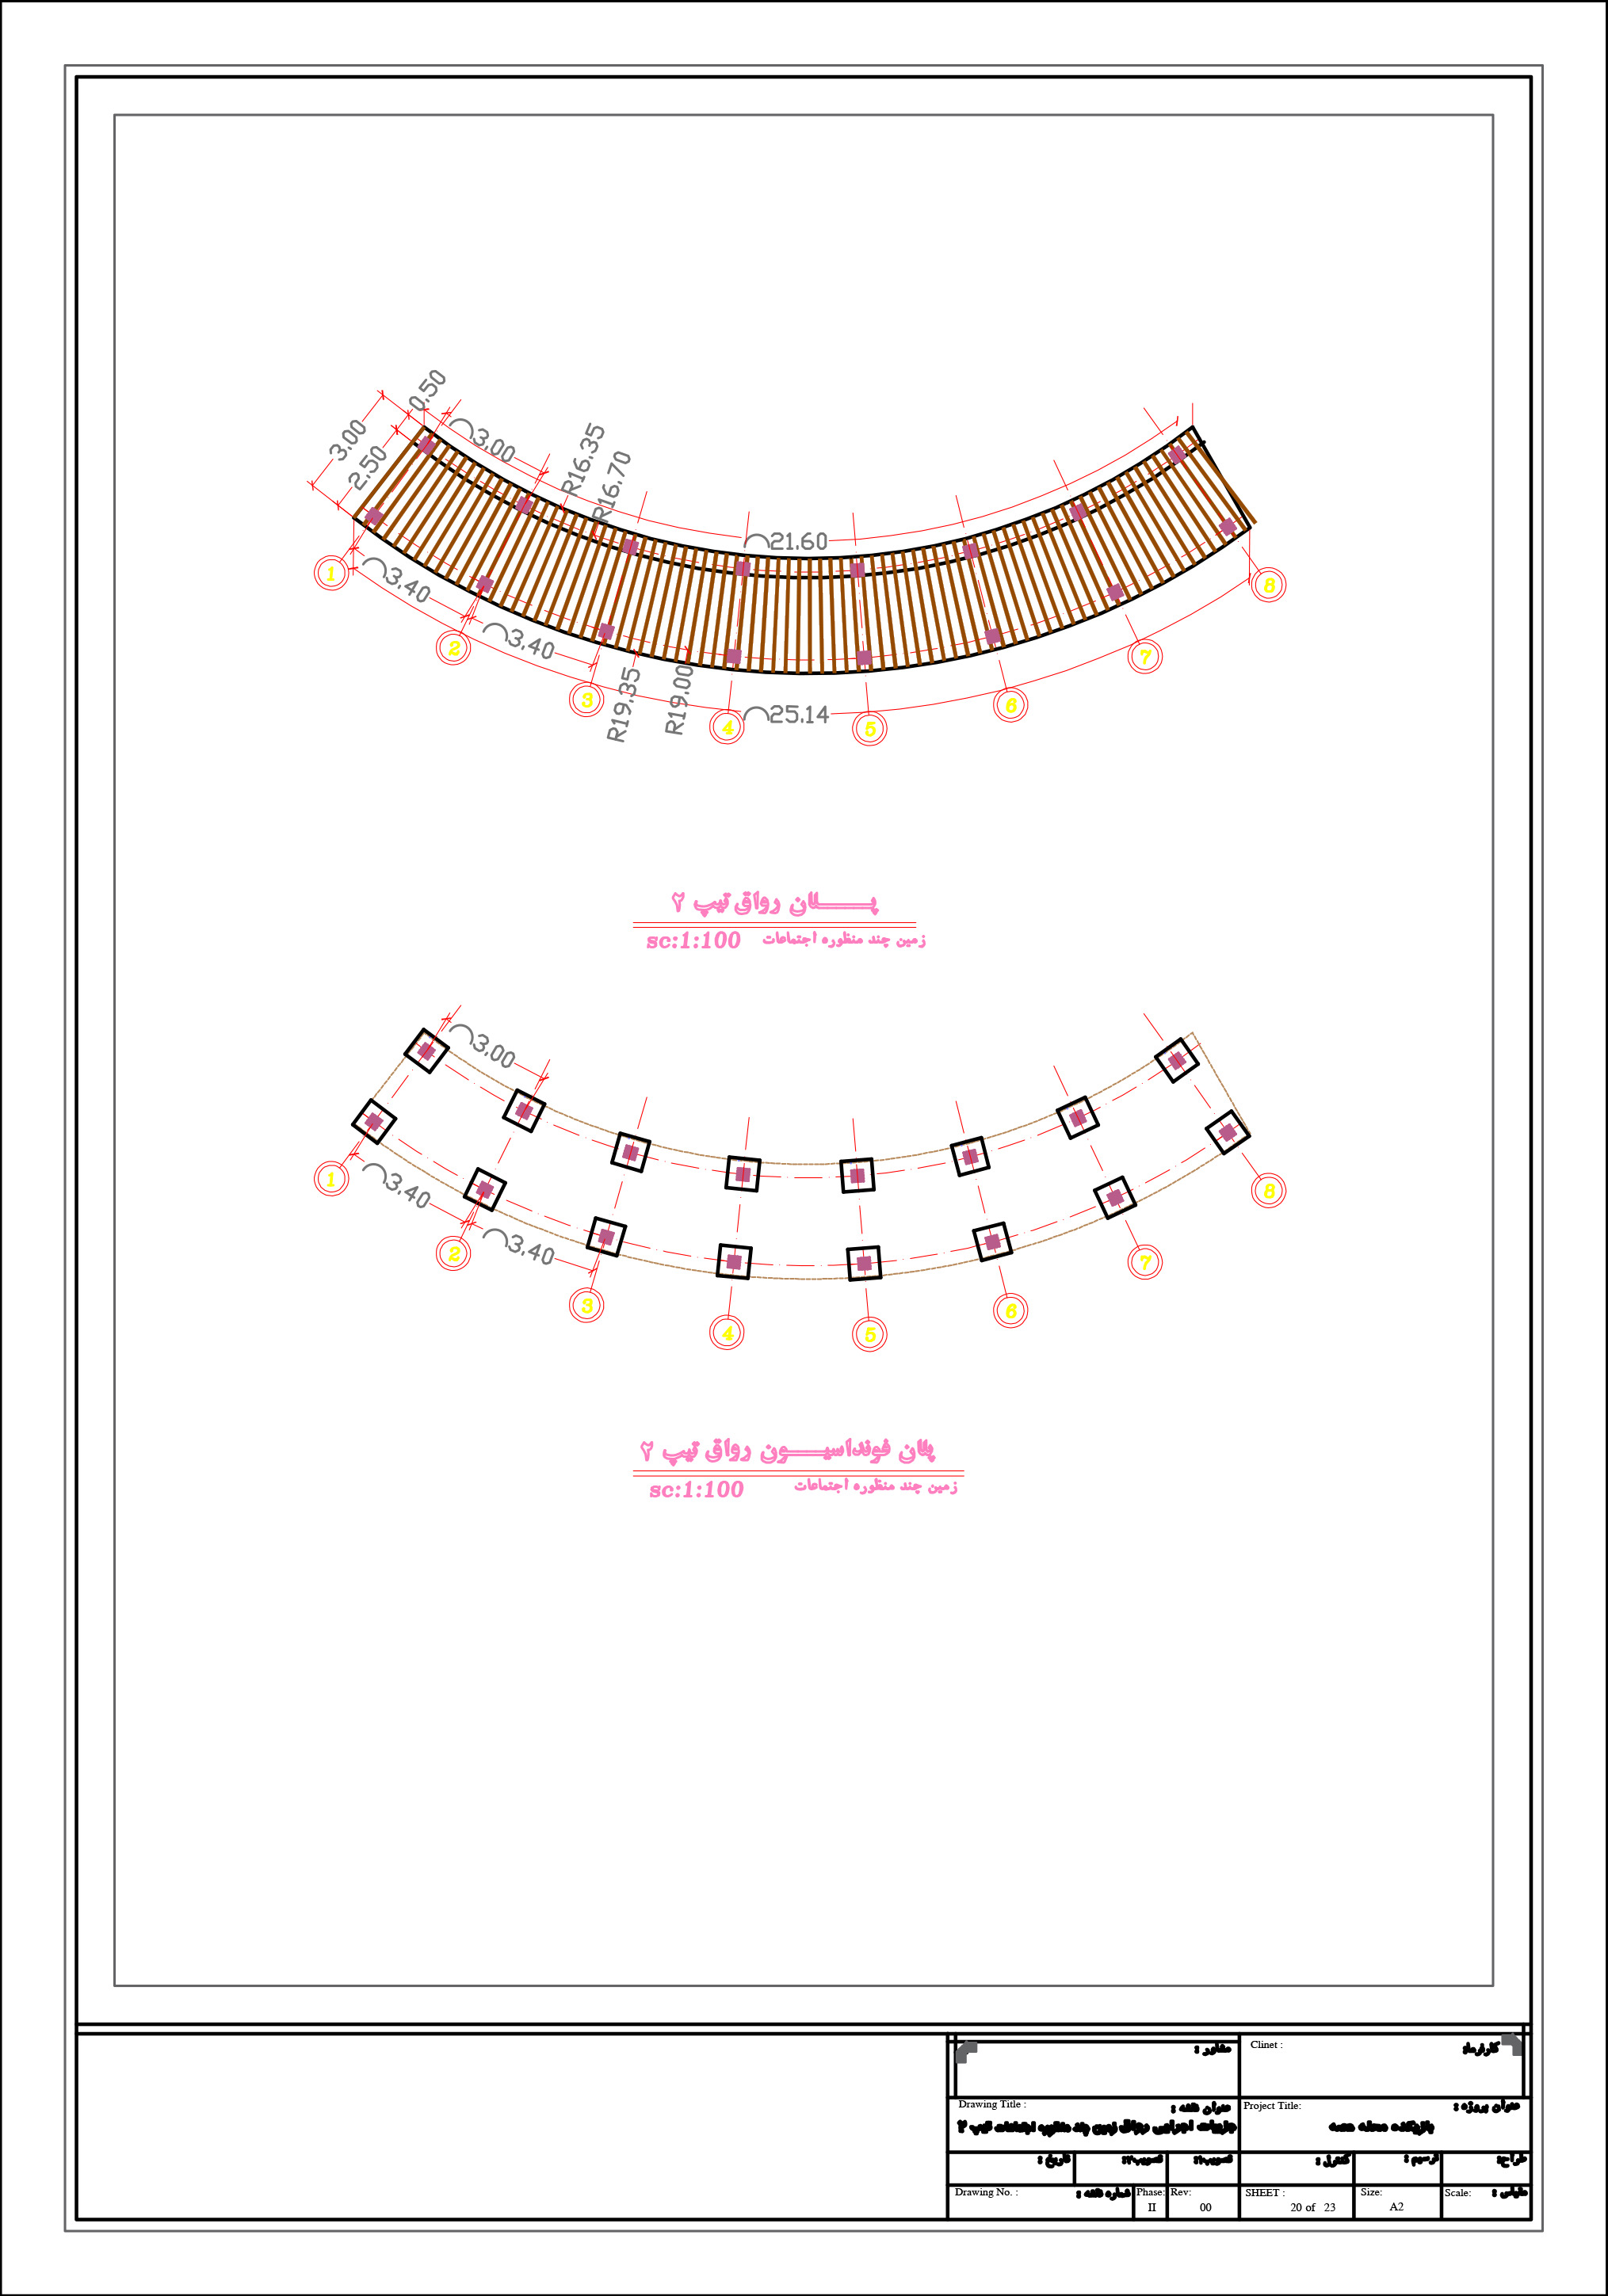 0.50
3.00
2.50
3.00
R16.35
R16.70
21.60
3.40
3.40
R19.35
R19.00
25.14
1
2
3
4
5
6
7
8
پـــــلان رواق تیپ ۲
sc:1:100 زمین چند منظوره اجتماعات
3.00
3.40
3.40
1
2
3
4
5
6
7
8
پلان فونداسیـــون رواق تیپ ۲
sc:1:100 زمین چند منظوره اجتماعات
مشاور :
Clinet : کارفرما:
Drawing Title : عنوان نقشه :
Project Title: عنوان پروژه :
جزییات اجرایی رواق زمین چند منظوره اجتماعات تیپ ۲
تاریخ : تصویب۲: تصویب۱: کنترل : ترسیم : طراح:
Drawing No. : شماره نقشه :
Phase: II
Rev: 00
SHEET : 20 of 23
Size: A2
Scale: مقیاس :